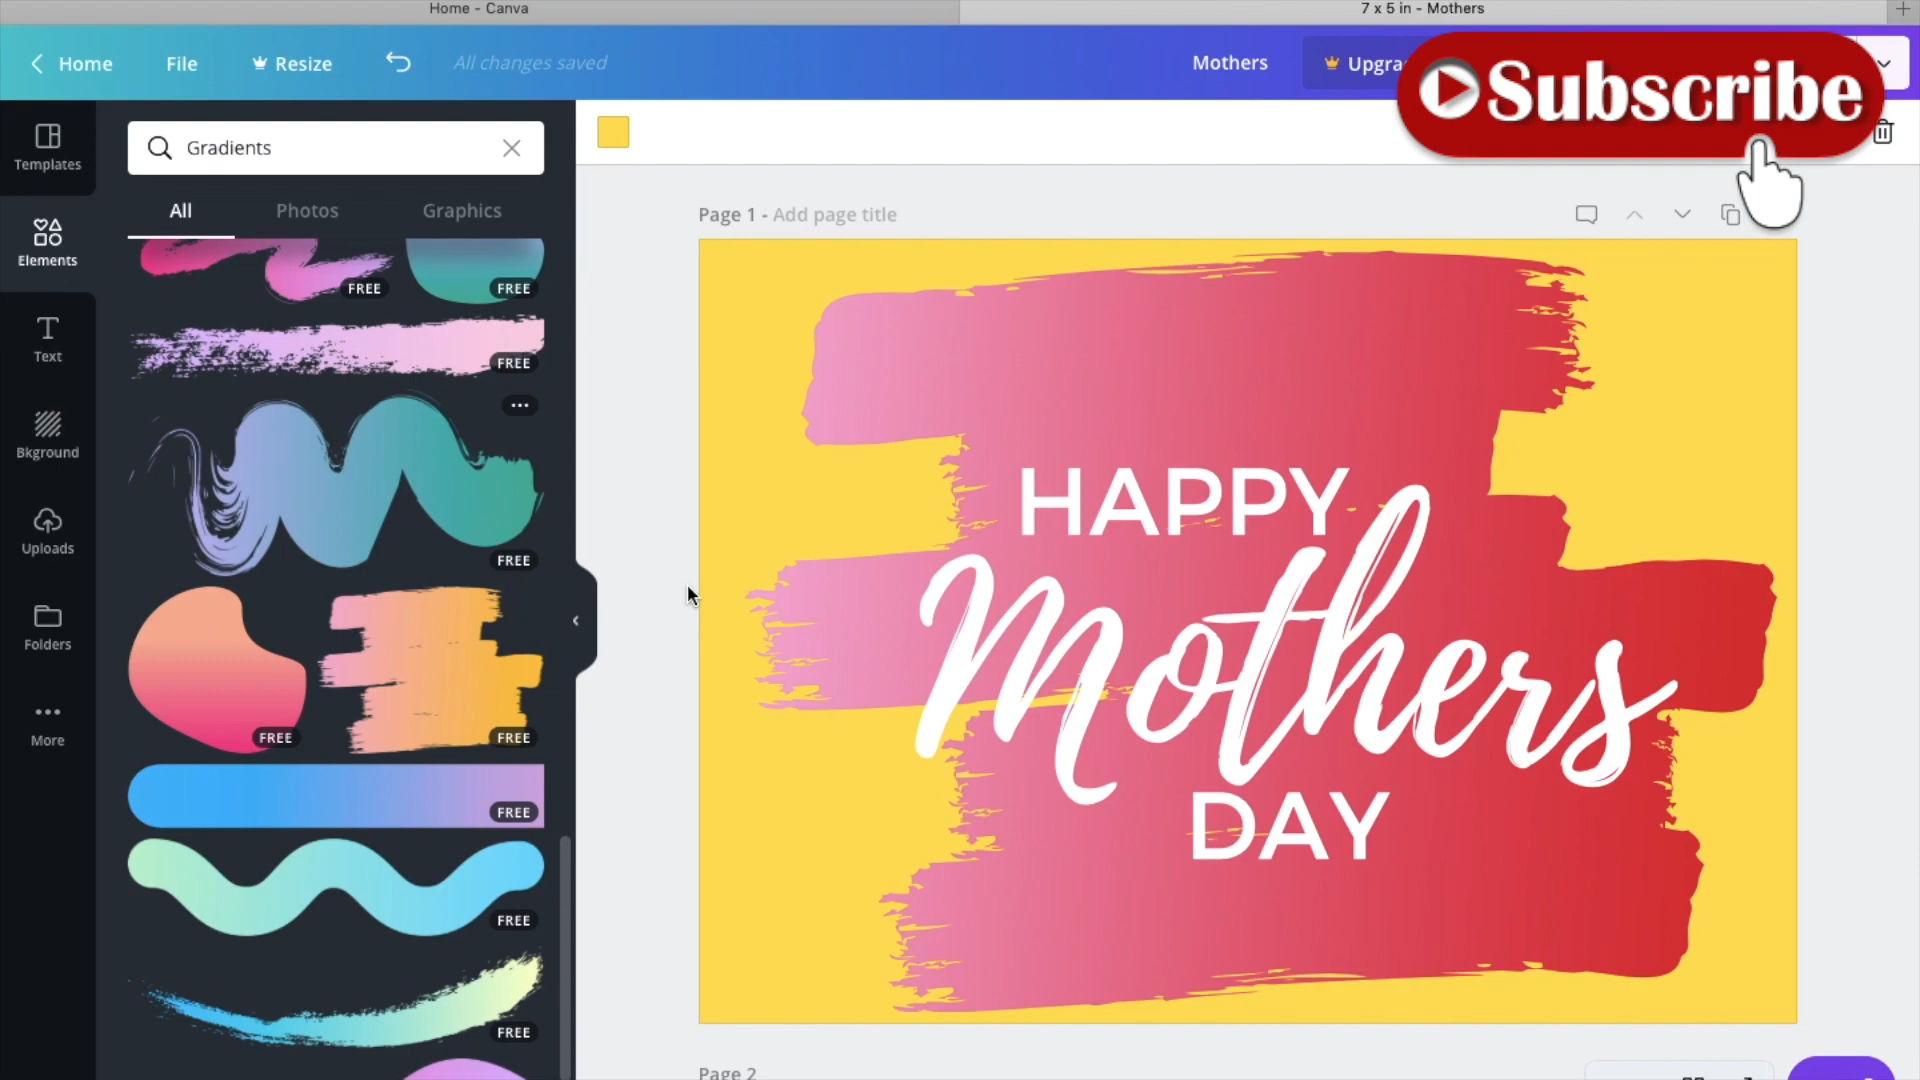 Home - Canva
7 x 5 in - Mothers
Home
File
Resize
All changes saved
Mothers
Subscribe
Templates
Elements
Text
Bkground
Uploads
Folders
More
Gradients
All
Photos
Graphics
FREE
FREE
FREE
FREE
FREE
FREE
FREE
FREE
FREE
Page 1 - Add page title
HAPPY
Mothers
DAY
Page 2